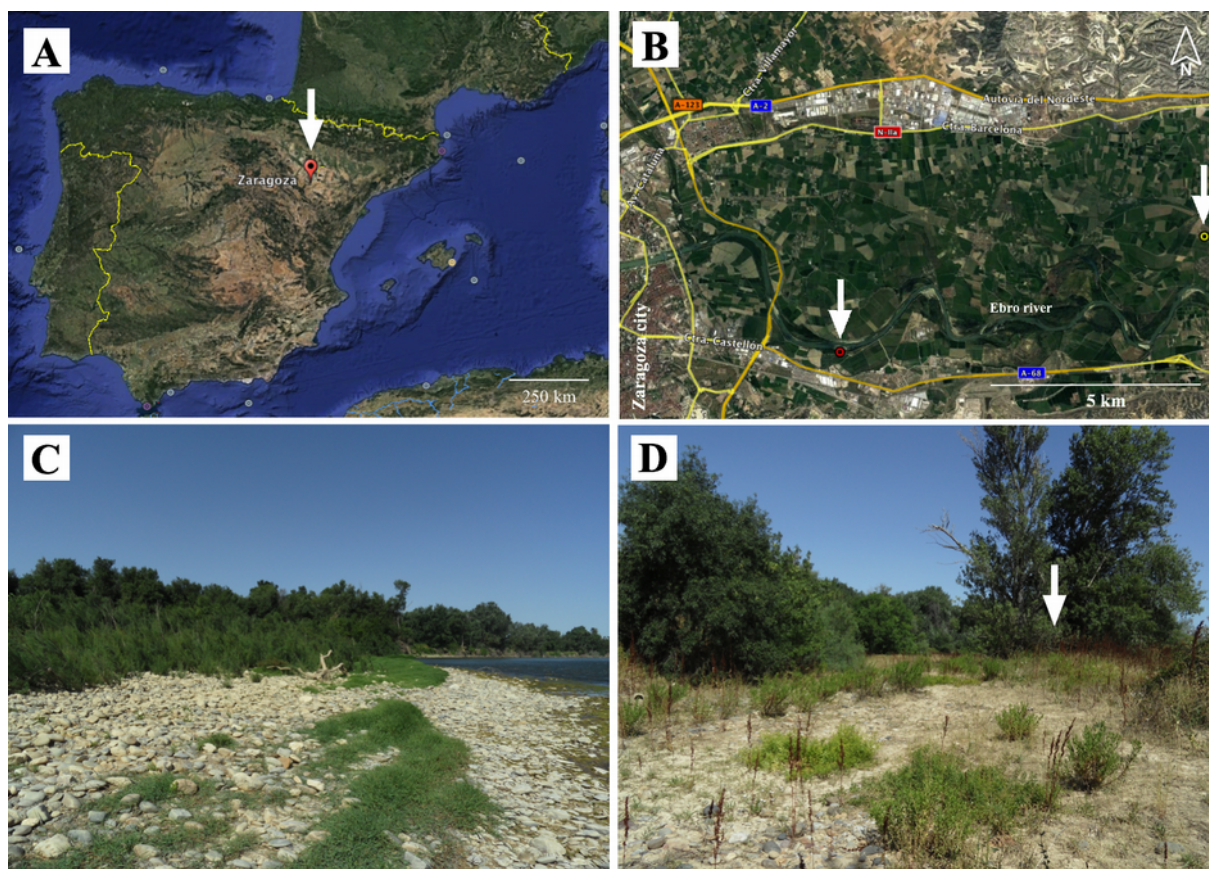 A
Zaragoza
250 km
B
N
Ctra. Villamayor
A-123
A-2
Autovía del Nordeste
N-IIa
Ctra. Barcelona
Cataluña
Ebro river
Zaragoza city
Ctra. Castellón
A-68
5 km
C
D